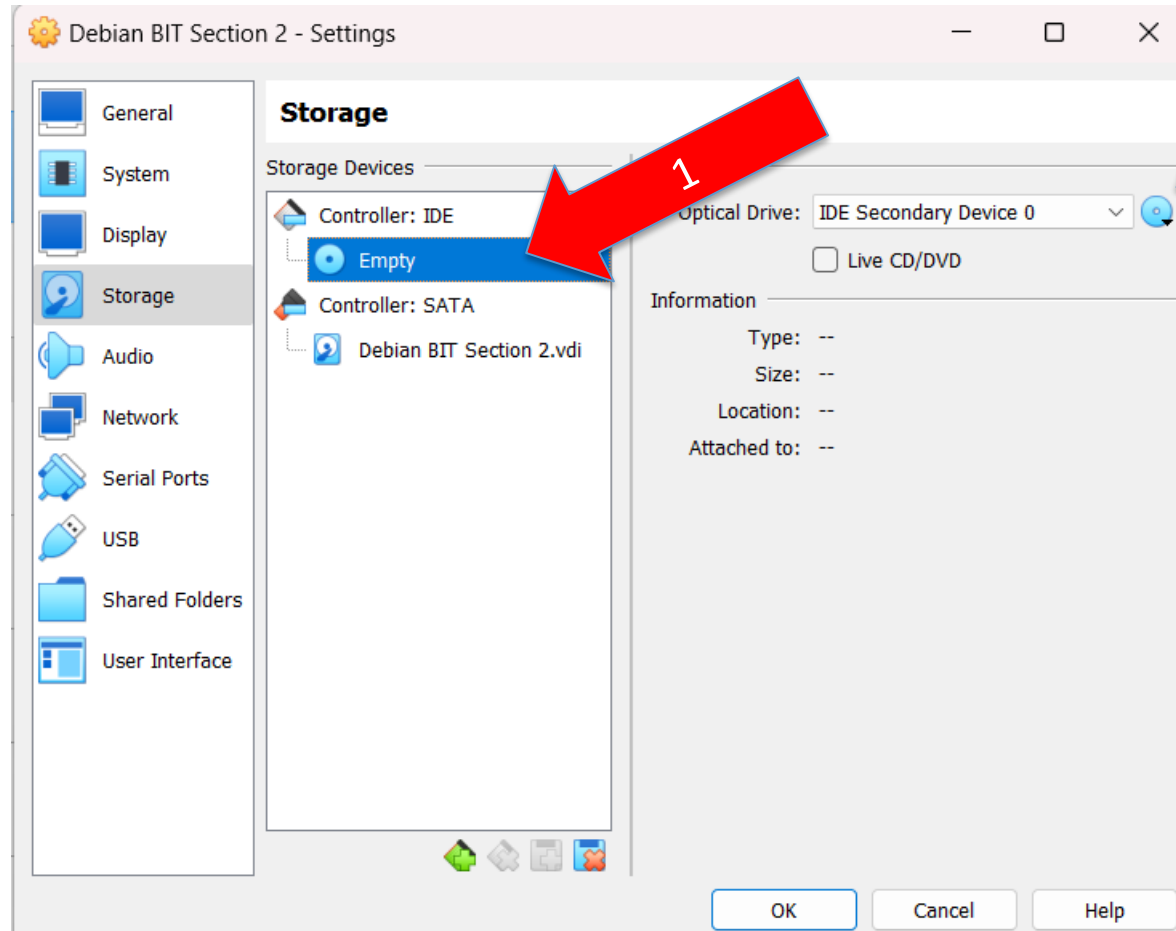 Debian BIT Section 2 - Settings
General
System
Display
Storage
Audio
Network
Serial Ports
USB
Shared Folders
User Interface
Storage
Storage Devices
Controller: IDE
Empty
Controller: SATA
Debian BIT Section 2.vdi
1
Optical Drive: IDE Secondary Device 0
Live CD/DVD
Information
Type: --
Size: --
Location: --
Attached to: --
OK Cancel Help